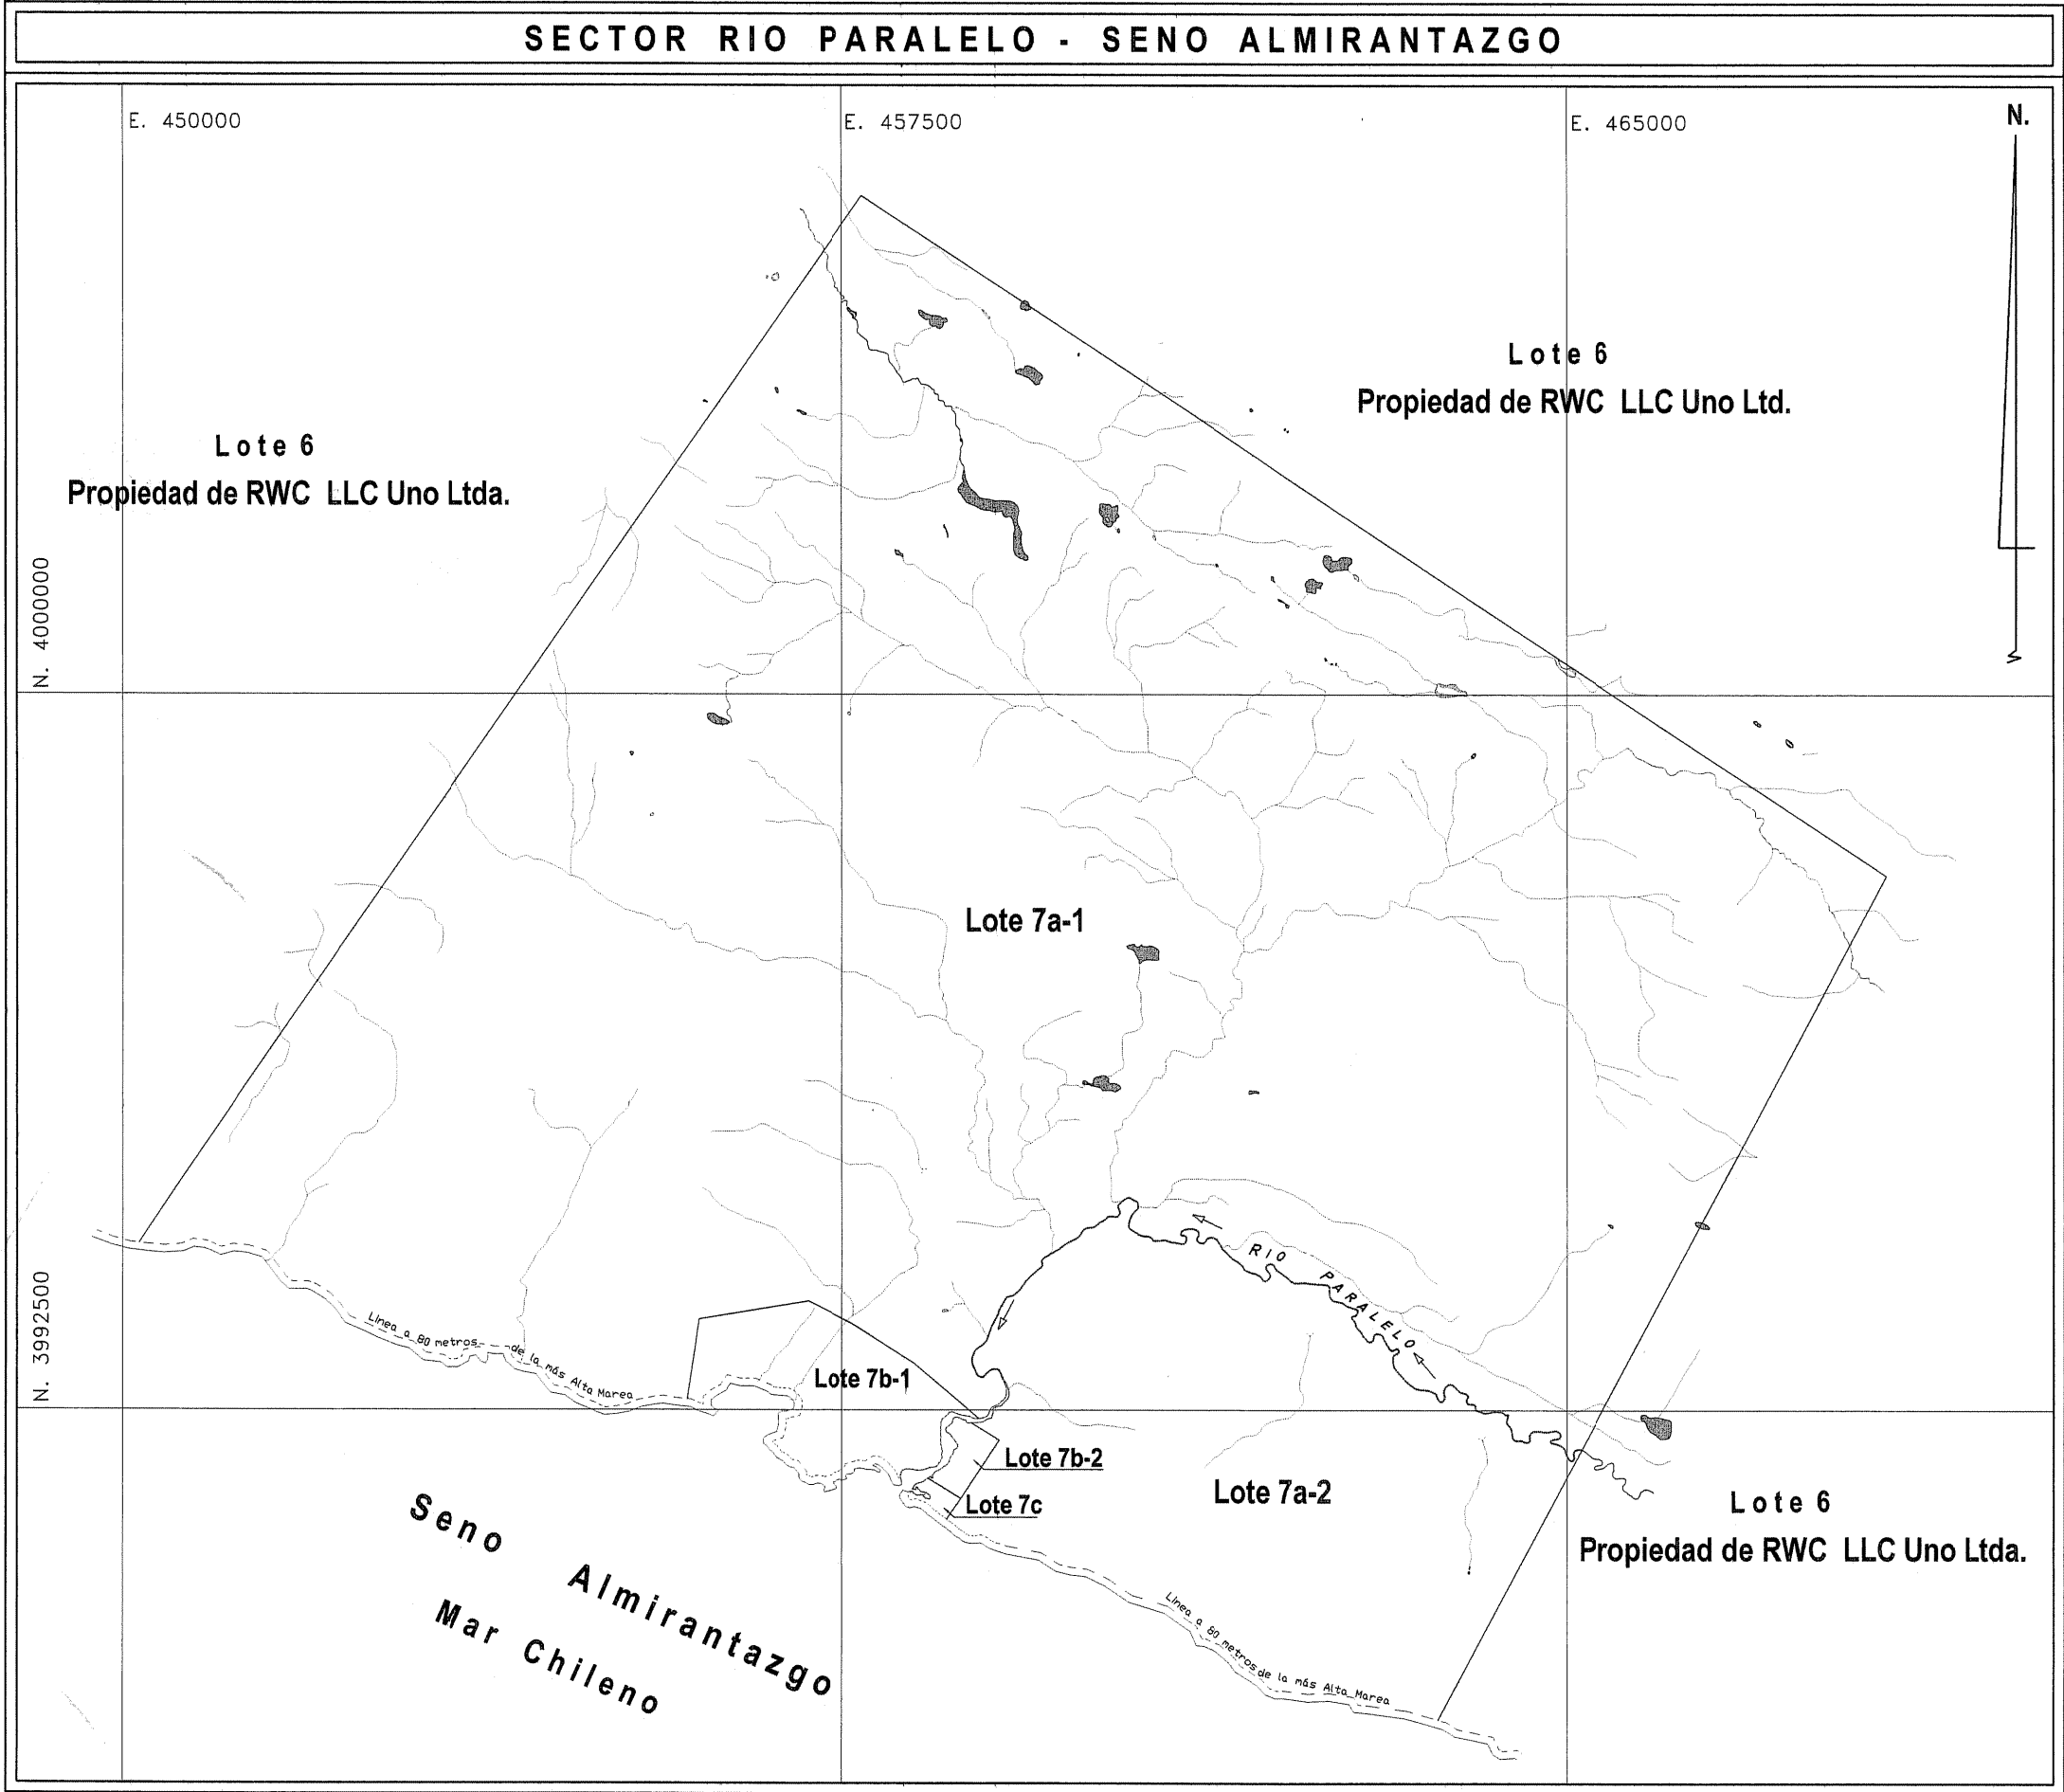 SECTOR RIO PARALELO - SENO ALMIRANTAZGO
E. 450000
E. 457500
E. 465000
N.
Lote 6
Propiedad de RWC LLC Uno Ltd.
Lote 6
Propiedad de RWC LLC Uno Ltda.
N. 4000000
Lote 7a-1
RIO PARALELO
N. 3992500
Línea a 80 metros de la más Alta Marea
Lote 7b-1
Lote 7b-2
Lote 7c
Lote 7a-2
Lote 6
Propiedad de RWC LLC Uno Ltda.
Seno Almirantazgo
Mar Chileno
Línea a 80 metros de la más Alta Marea